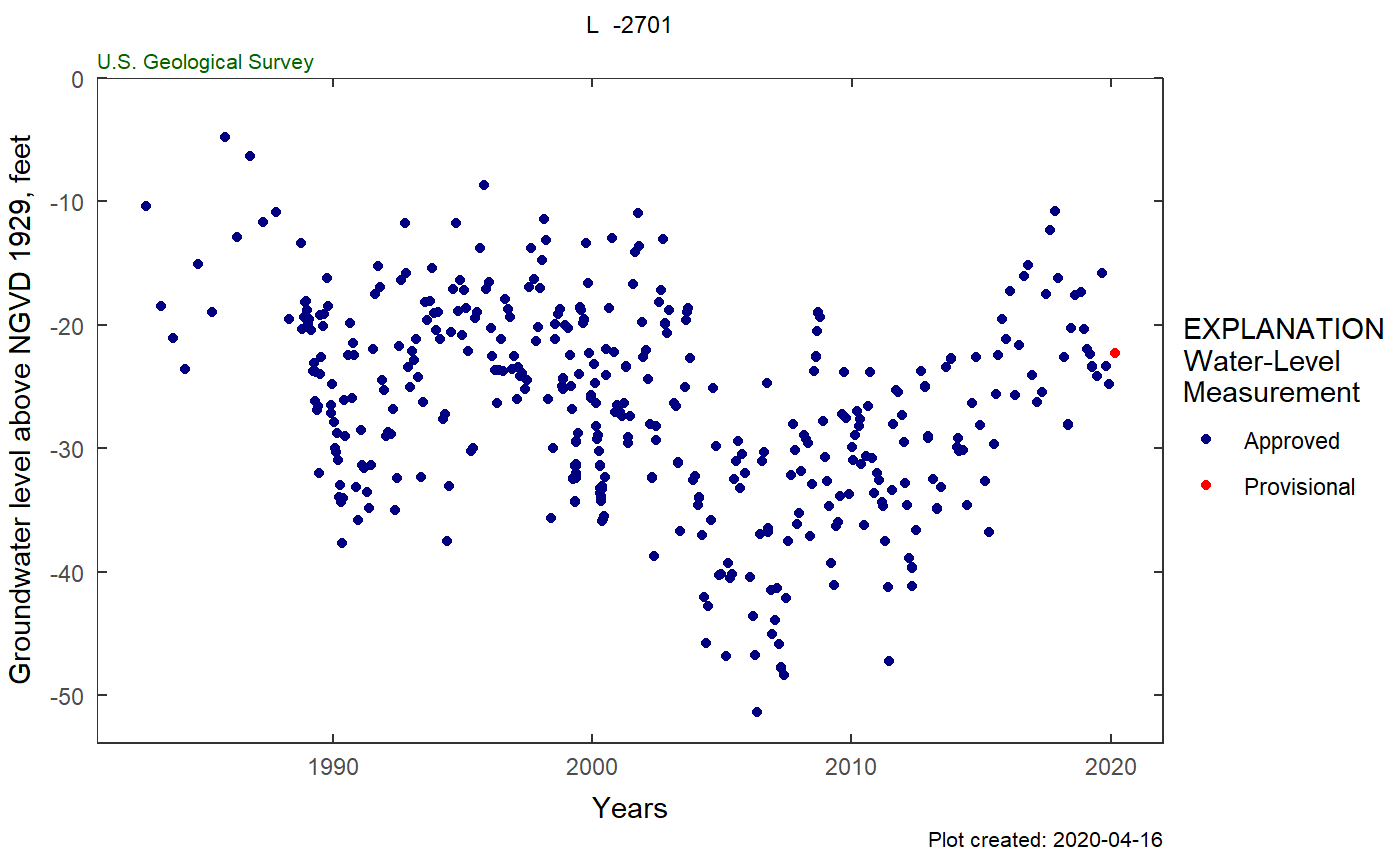 L  -2701
U.S. Geological Survey
Groundwater level above NGVD 1929, feet
0
-10
-20
-30
-40
-50
1990
2000
2010
2020
Years
EXPLANATION
Water-Level
Measurement
Approved
Provisional
Plot created: 2020-04-16